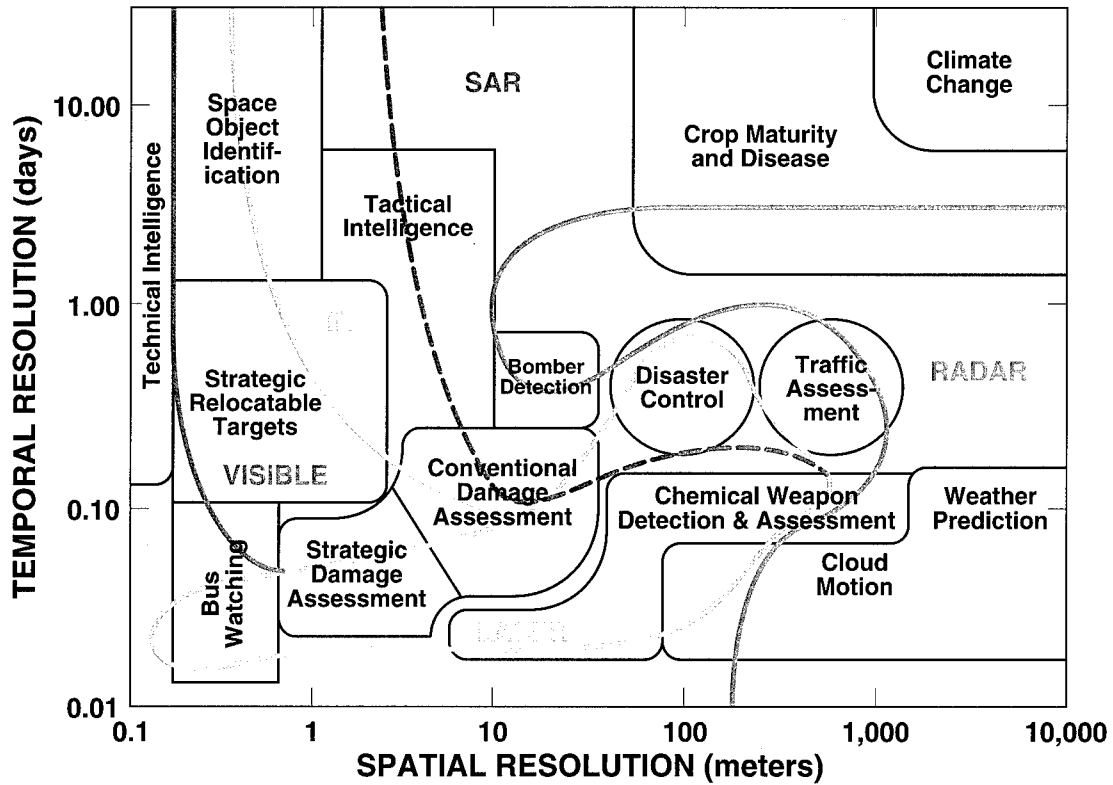 TEMPORAL RESOLUTION (days)
10.00
1.00
0.10
0.01
Technical Intelligence
Space
Object
Identif-
ication
SAR
Climate
Change
Crop Maturity
and Disease
Tactical
Intelligence
Strategic
Relocatable
Targets
VISIBLE
Bomber
Detection
Disaster
Control
Traffic
Assess-
ment
RADAR
Conventional
Damage
Assessment
Chemical Weapon
Detection & Assessment
Weather
Prediction
Bus
Watching
Strategic
Damage
Assessment
Cloud
Motion
0.1
1
10
100
1,000
10,000
SPATIAL RESOLUTION (meters)